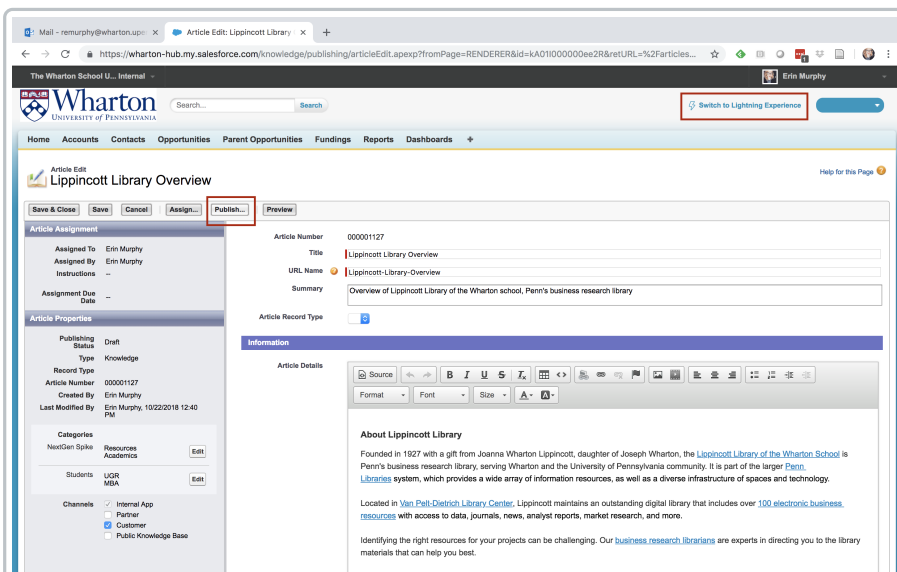 Mail - remurphy@wharton.uper
Article Edit: Lippincott Library
https://wharton-hub.my.salesforce.com/knowledge/publishing/articleEdit.apexp?fromPage=RENDERER&id=kA01I000000ee2R&retURL=%2Farticles...
The Wharton School U... Internal
Erin Murphy
Wharton
UNIVERSITY of PENNSYLVANIA
Search...
Search
Switch to Lightning Experience
Home Accounts Contacts Opportunities Parent Opportunities Fundings Reports Dashboards +
Article Edit
Lippincott Library Overview
Help for this Page
Save & Close Save Cancel Assign... Publish... Preview
Article Assignment
Assigned To Erin Murphy
Assigned By Erin Murphy
Instructions --
Assignment Due Date --
Article Properties
Publishing Status Draft
Type Knowledge
Record Type
Article Number 000001127
Created By Erin Murphy
Last Modified By Erin Murphy, 10/22/2018 12:40 PM
Categories
NextGen Spike Resources Academics Edit
Students UGR MBA Edit
Channels Internal App
Partner
Customer
Public Knowledge Base
Article Number 000001127
Title Lippincott Library Overview
URL Name Lippincott-Library-Overview
Summary Overview of Lippincott Library of the Wharton school, Penn's business research library
Article Record Type
Information
Article Details
Source B I U S Ix
Format Font Size A A
About Lippincott Library
Founded in 1927 with a gift from Joanna Wharton Lippincott, daughter of Joseph Wharton, the Lippincott Library of the Wharton School is
Penn's business research library, serving Wharton and the University of Pennsylvania community. It is part of the larger Penn
Libraries system, which provides a wide array of information resources, as well as a diverse infrastructure of spaces and technology.
Located in Van Pelt-Dietrich Library Center, Lippincott maintains an outstanding digital library that includes over 100 electronic business
resources with access to data, journals, news, analyst reports, market research, and more.
Identifying the right resources for your projects can be challenging. Our business research librarians are experts in directing you to the library
materials that can help you best.